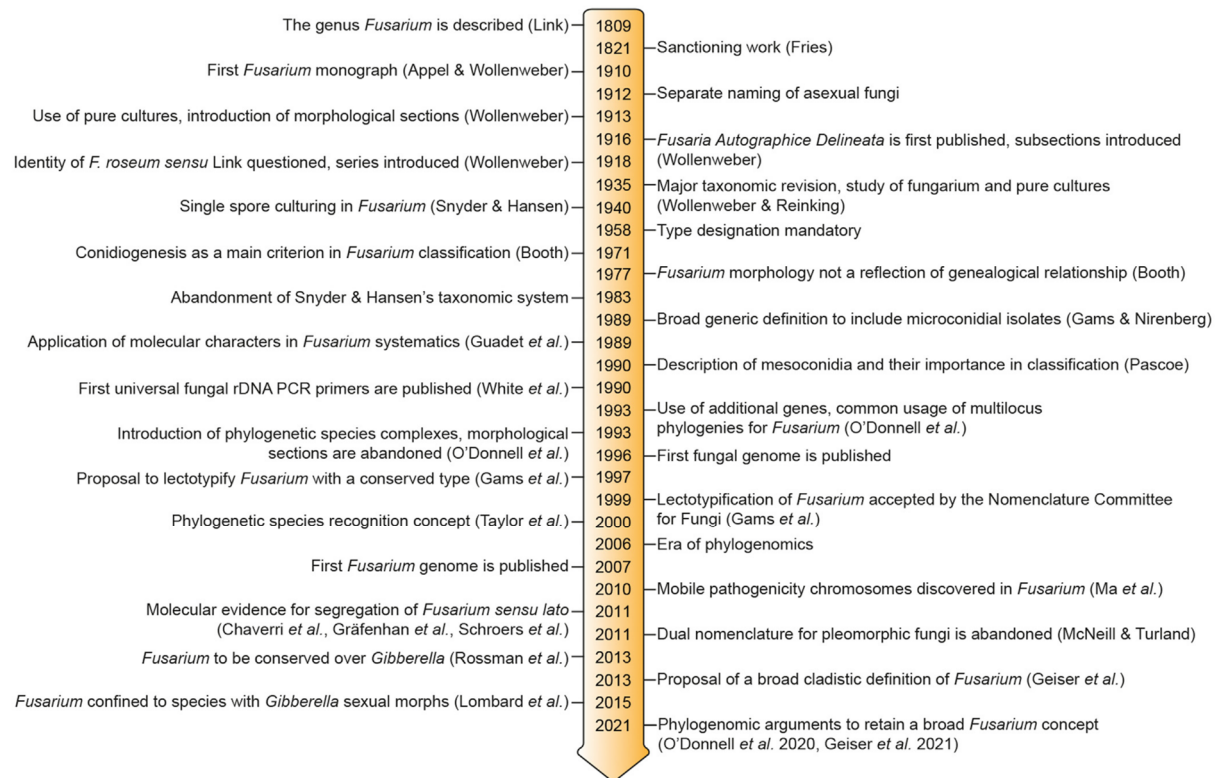 The genus Fusarium is described (Link)
1809
1821
Sanctioning work (Fries)
First Fusarium monograph (Appel & Wollenweber)
1910
1912
Separate naming of asexual fungi
Use of pure cultures, introduction of morphological sections (Wollenweber)
1913
1916
Fusaria Autographice Delineata is first published, subsections introduced
(Wollenweber)
Identity of F. roseum sensu Link questioned, series introduced (Wollenweber)
1918
1935
Major taxonomic revision, study of fungarium and pure cultures
(Wollenweber & Reinking)
Single spore culturing in Fusarium (Snyder & Hansen)
1940
1958
Type designation mandatory
Conidiogenesis as a main criterion in Fusarium classification (Booth)
1971
1977
Fusarium morphology not a reflection of genealogical relationship (Booth)
Abandonment of Snyder & Hansen's taxonomic system
1983
1989
Broad generic definition to include microconidial isolates (Gams & Nirenberg)
Application of molecular characters in Fusarium systematics (Guadet et al.)
1989
1990
Description of mesoconidia and their importance in classification (Pascoe)
First universal fungal rDNA PCR primers are published (White et al.)
1990
1993
Use of additional genes, common usage of multilocus
phylogenies for Fusarium (O'Donnell et al.)
Introduction of phylogenetic species complexes, morphological
sections are abandoned (O'Donnell et al.)
1993
1996
First fungal genome is published
Proposal to lectotypify Fusarium with a conserved type (Gams et al.)
1997
1999
Lectotypification of Fusarium accepted by the Nomenclature Committee
for Fungi (Gams et al.)
Phylogenetic species recognition concept (Taylor et al.)
2000
2006
Era of phylogenomics
First Fusarium genome is published
2007
2010
Mobile pathogenicity chromosomes discovered in Fusarium (Ma et al.)
Molecular evidence for segregation of Fusarium sensu lato
(Chaverri et al., Gräfenhan et al., Schroers et al.)
2011
2011
Dual nomenclature for pleomorphic fungi is abandoned (McNeill & Turland)
Fusarium to be conserved over Gibberella (Rossman et al.)
2013
2013
Proposal of a broad cladistic definition of Fusarium (Geiser et al.)
Fusarium confined to species with Gibberella sexual morphs (Lombard et al.)
2015
2021
Phylogenomic arguments to retain a broad Fusarium concept
(O'Donnell et al. 2020, Geiser et al. 2021)